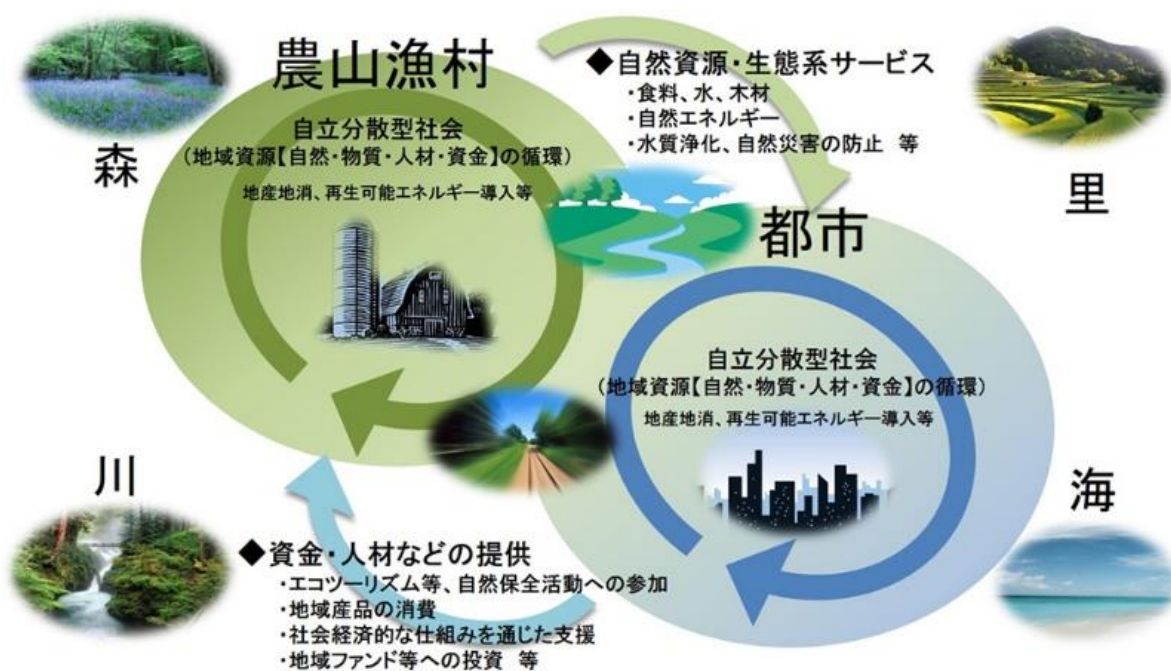 農山漁村
森
自立分散型社会
(地域資源【自然・物質・人材・資金】の循環)
地産地消、再生可能エネルギー導入等
◆自然資源・生態系サービス
・食料、水、木材
・自然エネルギー
・水質浄化、自然災害の防止 等
里
都市
自立分散型社会
(地域資源【自然・物質・人材・資金】の循環)
地産地消、再生可能エネルギー導入等
川
海
◆資金・人材などの提供
・エコツーリズム等、自然保全活動への参加
・地域産品の消費
・社会経済的な仕組みを通じた支援
・地域ファンド等への投資 等